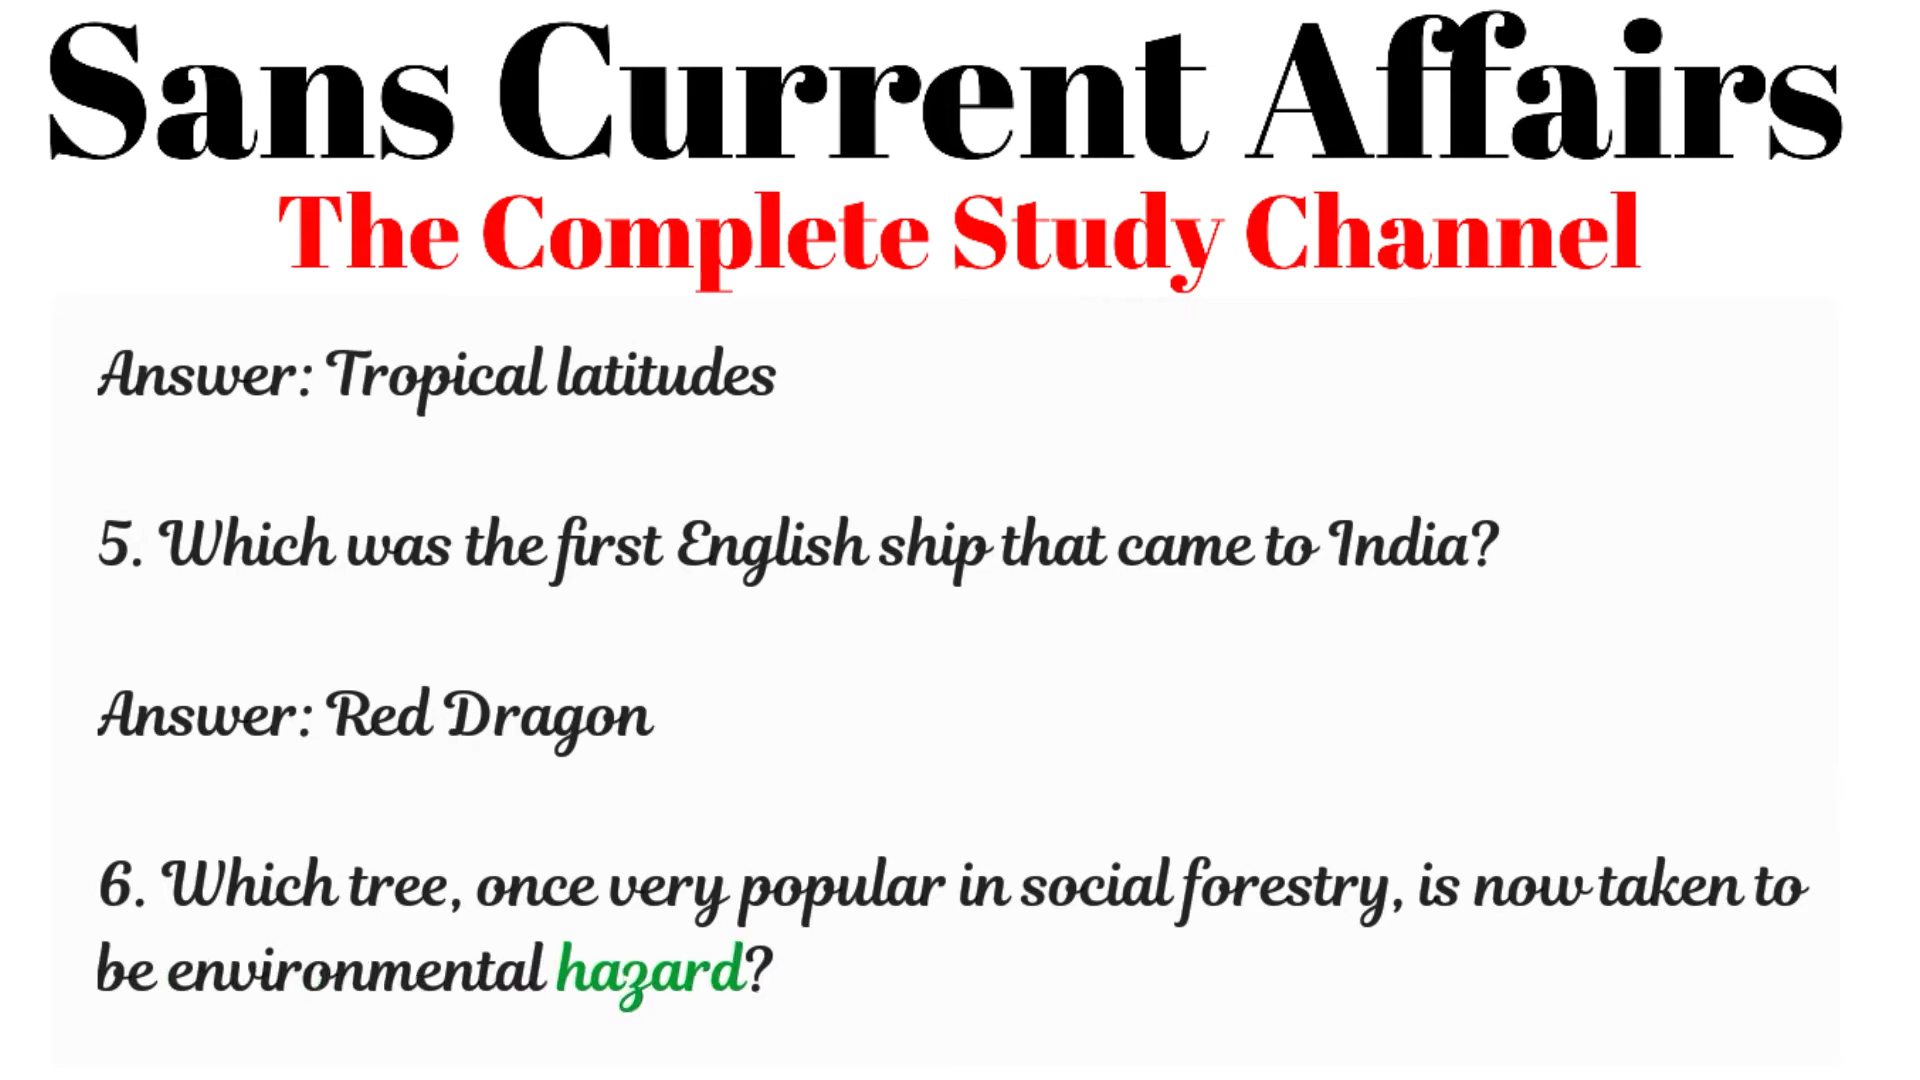 Sans Current Affairs
The Complete Study Channel
Answer: Tropical latitudes
5. Which was the first English ship that came to India?
Answer: Red Dragon
6. Which tree, once very popular in social forestry, is now taken to
be environmental hazard?